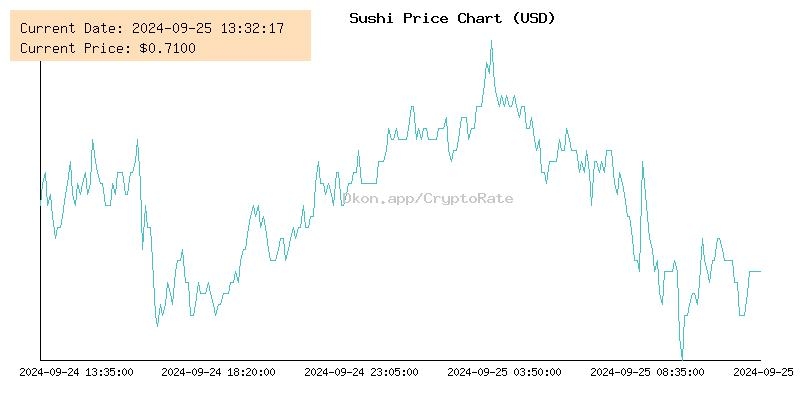 Sushi Price Chart (USD)
Current Date: 2024-09-25 13:32:17
Current Price: $0.7100
Okon.app/CryptoRate
2024-09-24 13:35:00 2024-09-24 18:20:00 2024-09-24 23:05:00 2024-09-25 03:50:00 2024-09-25 08:35:00 2024-09-25